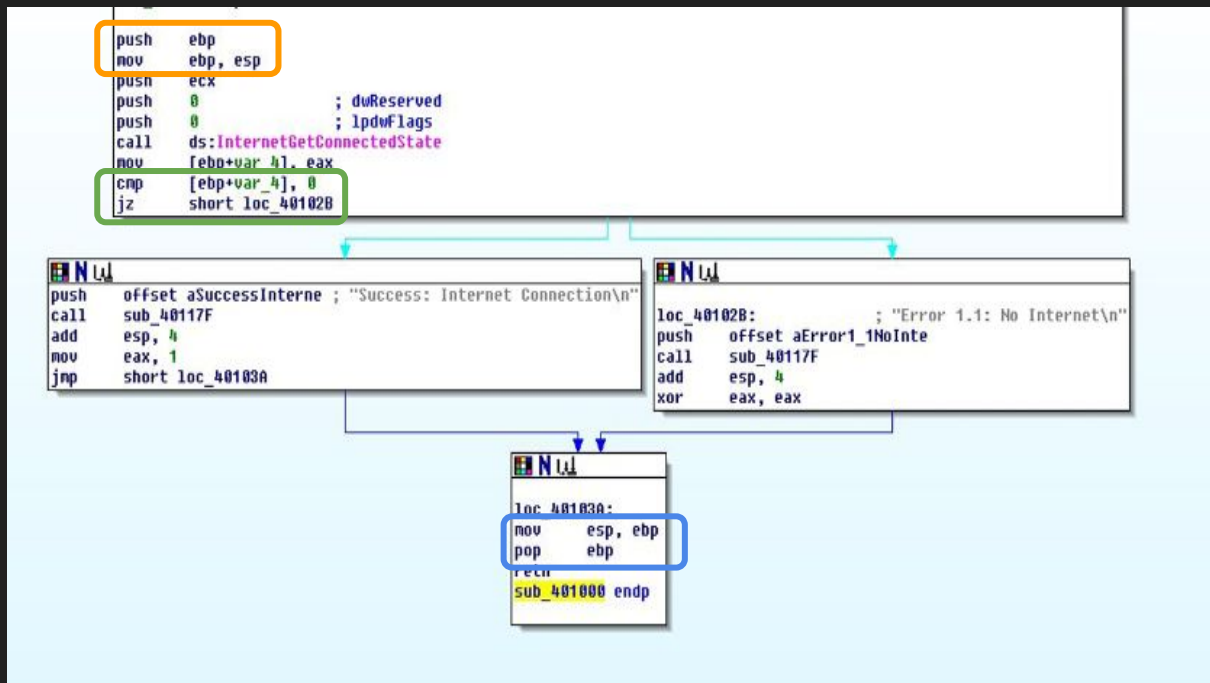 push ebp
mov ebp, esp
push ecx
push 0 ; dwReserved
push 0 ; lpdwFlags
call ds:InternetGetConnectedState
mov [ebp+var_4], eax
cmp [ebp+var_4], 0
jz short loc_40102B
push offset aSuccessInterne ; "Success: Internet Connection\n"
call sub_40117F
add esp, 4
mov eax, 1
jmp short loc_40103A
loc_40102B: ; "Error 1.1: No Internet\n"
push offset aError1_1NoInte
call sub_40117F
add esp, 4
xor eax, eax
loc_40103A:
mov esp, ebp
pop ebp
retn
sub_401000 endp